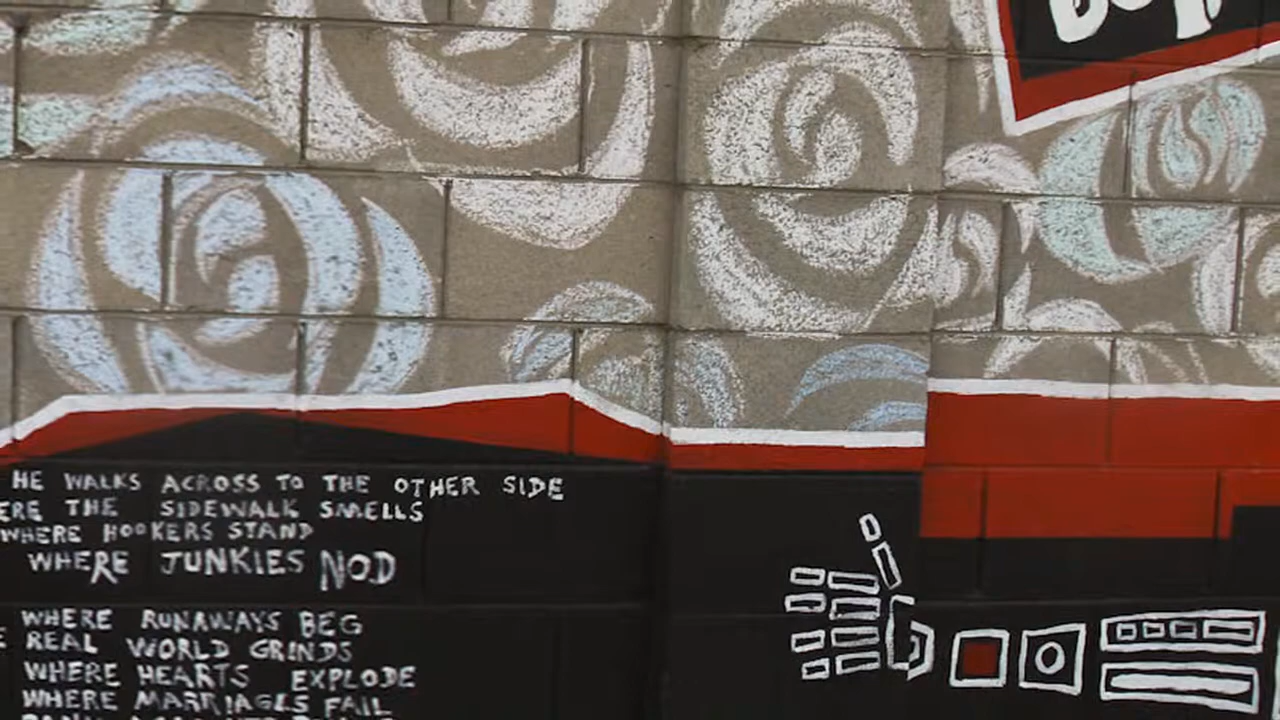 HE WALKS ACROSS TO THE OTHER SIDE
THE SIDEWALK SMELLS
WHERE HOOKERS STAND
WHERE JUNKIES NOD
WHERE RUNAWAYS BEG
REAL WORLD GRINDS
WHERE HEARTS EXPLODE
WHERE MARRIAGES FAIL